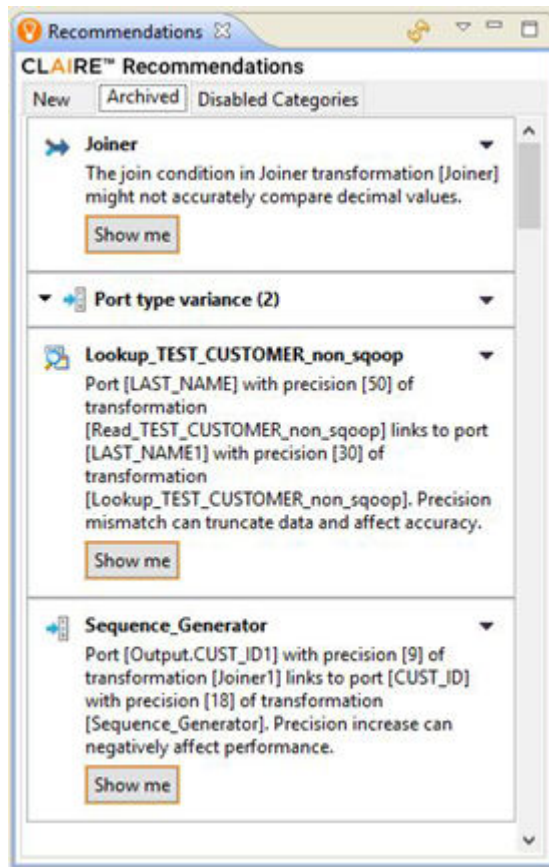 Recommendations
CLAIRE™ Recommendations
New Archived Disabled Categories
Joiner
The join condition in Joiner transformation [Joiner]
might not accurately compare decimal values.
Show me
Port type variance (2)
Lookup_TEST_CUSTOMER_non_sqoop
Port [LAST_NAME] with precision [50] of
transformation
[Read_TEST_CUSTOMER_non_sqoop] links to port
[LAST_NAME1] with precision [30] of
transformation
[Lookup_TEST_CUSTOMER_non_sqoop]. Precision
mismatch can truncate data and affect accuracy.
Show me
Sequence_Generator
Port [Output.CUST_ID1] with precision [9] of
transformation [Joiner1] links to port [CUST_ID]
with precision [18] of transformation
[Sequence_Generator]. Precision increase can
negatively affect performance.
Show me